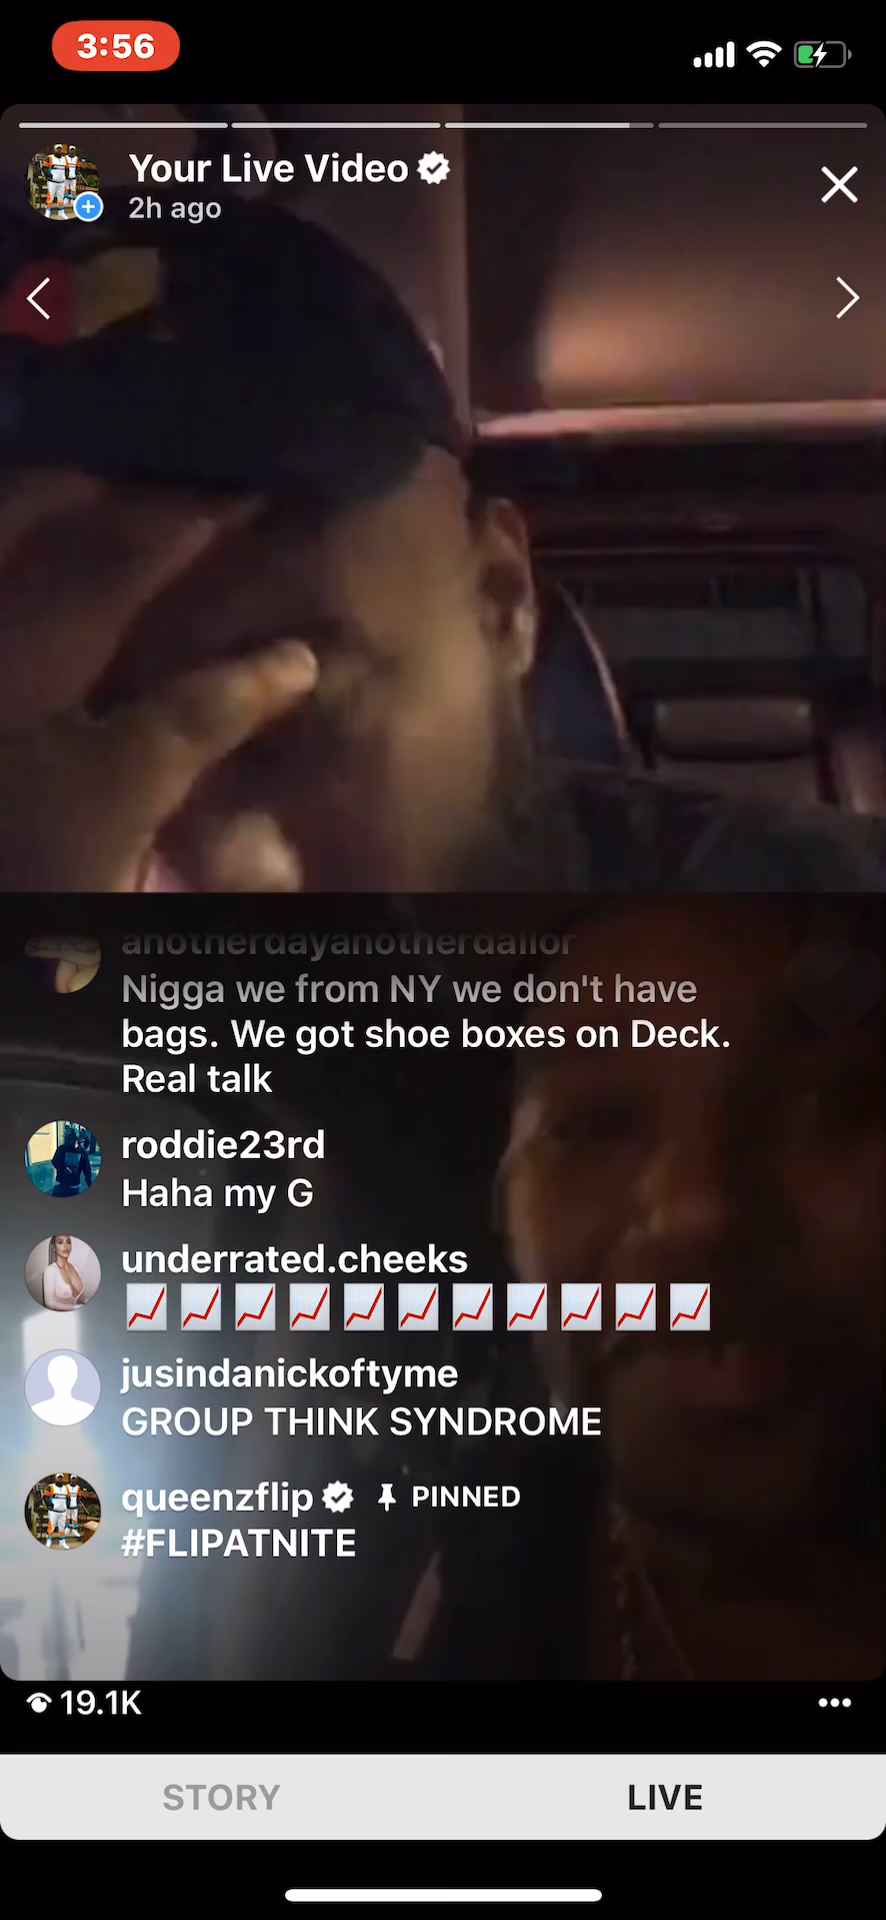 3:56
Your Live Video
2h ago
anotherdayanotherdallor
Nigga we from NY we don't have
bags. We got shoe boxes on Deck.
Real talk
roddie23rd
Haha my G
underrated.cheeks
📈📈📈📈📈📈📈📈📈📈📈
jusindanickoftyme
GROUP THINK SYNDROME
queenzflip PINNED
#FLIPATNITE
19.1K
STORY LIVE